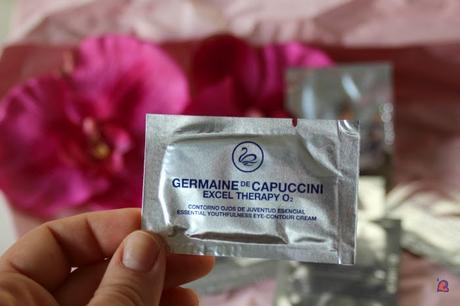 GERMAINE DE CAPUCCINI
EXCEL THERAPY O₂
CONTORNO OJOS DE JUVENTUD ESENCIAL
ESSENTIAL YOUTHFULNESS EYE-CONTOUR CREAM